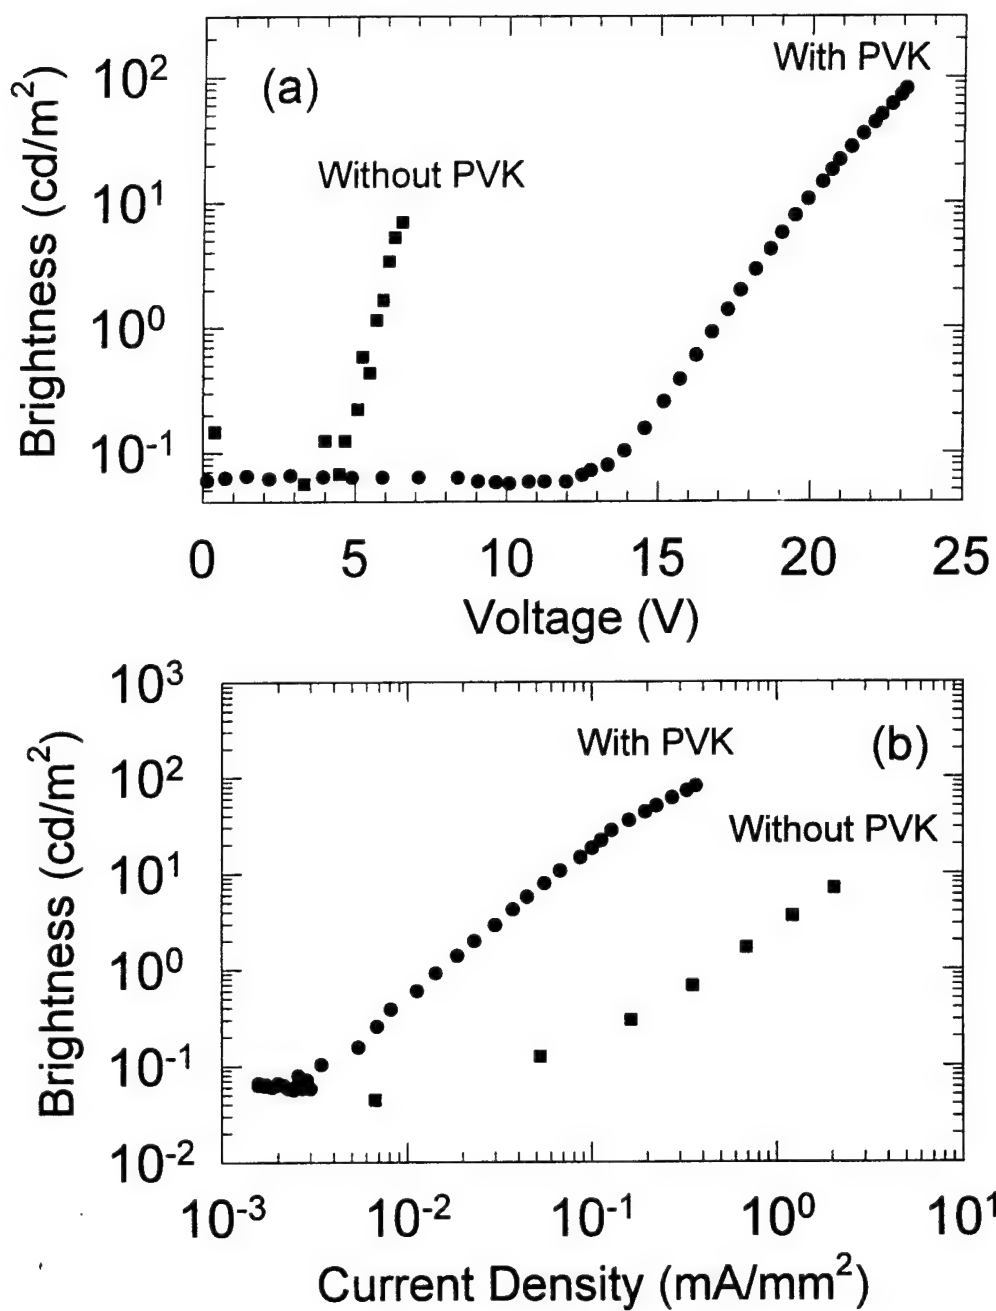 (a)
With PVK
Without PVK
Brightness (cd/m²)
10²
10¹
10⁰
10⁻¹
0 5 10 15 20 25
Voltage (V)
(b)
With PVK
Without PVK
Brightness (cd/m²)
10³
10²
10¹
10⁰
10⁻¹
10⁻²
10⁻³ 10⁻² 10⁻¹ 10⁰ 10¹
Current Density (mA/mm²)